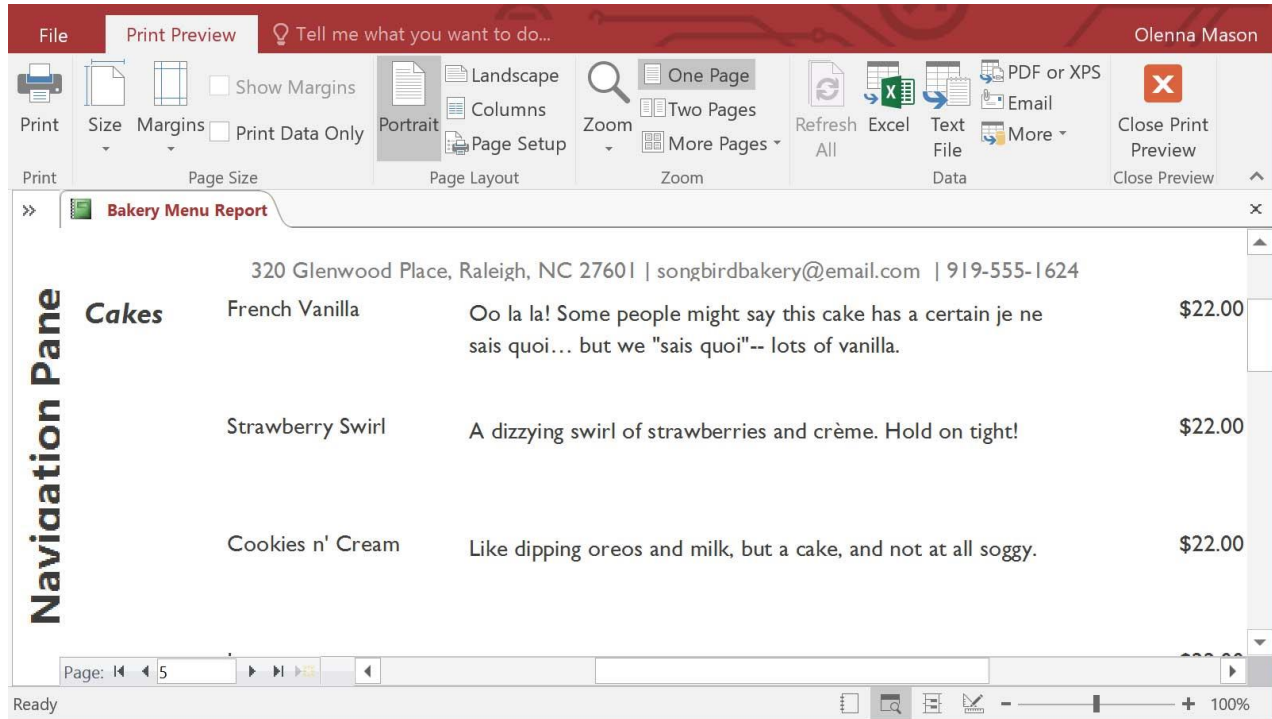 File Print Preview Tell me what you want to do... Olenna Mason
Print
Size
Margins
Show Margins
Print Data Only
Portrait
Landscape
Columns
Page Setup
Zoom
One Page
Two Pages
More Pages
Refresh All
Excel
Text File
PDF or XPS
Email
More
Close Print Preview
Print Page Size Page Layout Zoom Data Close Preview
» Bakery Menu Report
Navigation Pane
320 Glenwood Place, Raleigh, NC 27601 | songbirdbakery@email.com | 919-555-1624
Cakes French Vanilla Oo la la! Some people might say this cake has a certain je ne $22.00
sais quoi… but we "sais quoi"-- lots of vanilla.
Strawberry Swirl A dizzying swirl of strawberries and crème. Hold on tight! $22.00
Cookies n' Cream Like dipping oreos and milk, but a cake, and not at all soggy. $22.00
Page: 5
Ready 100%